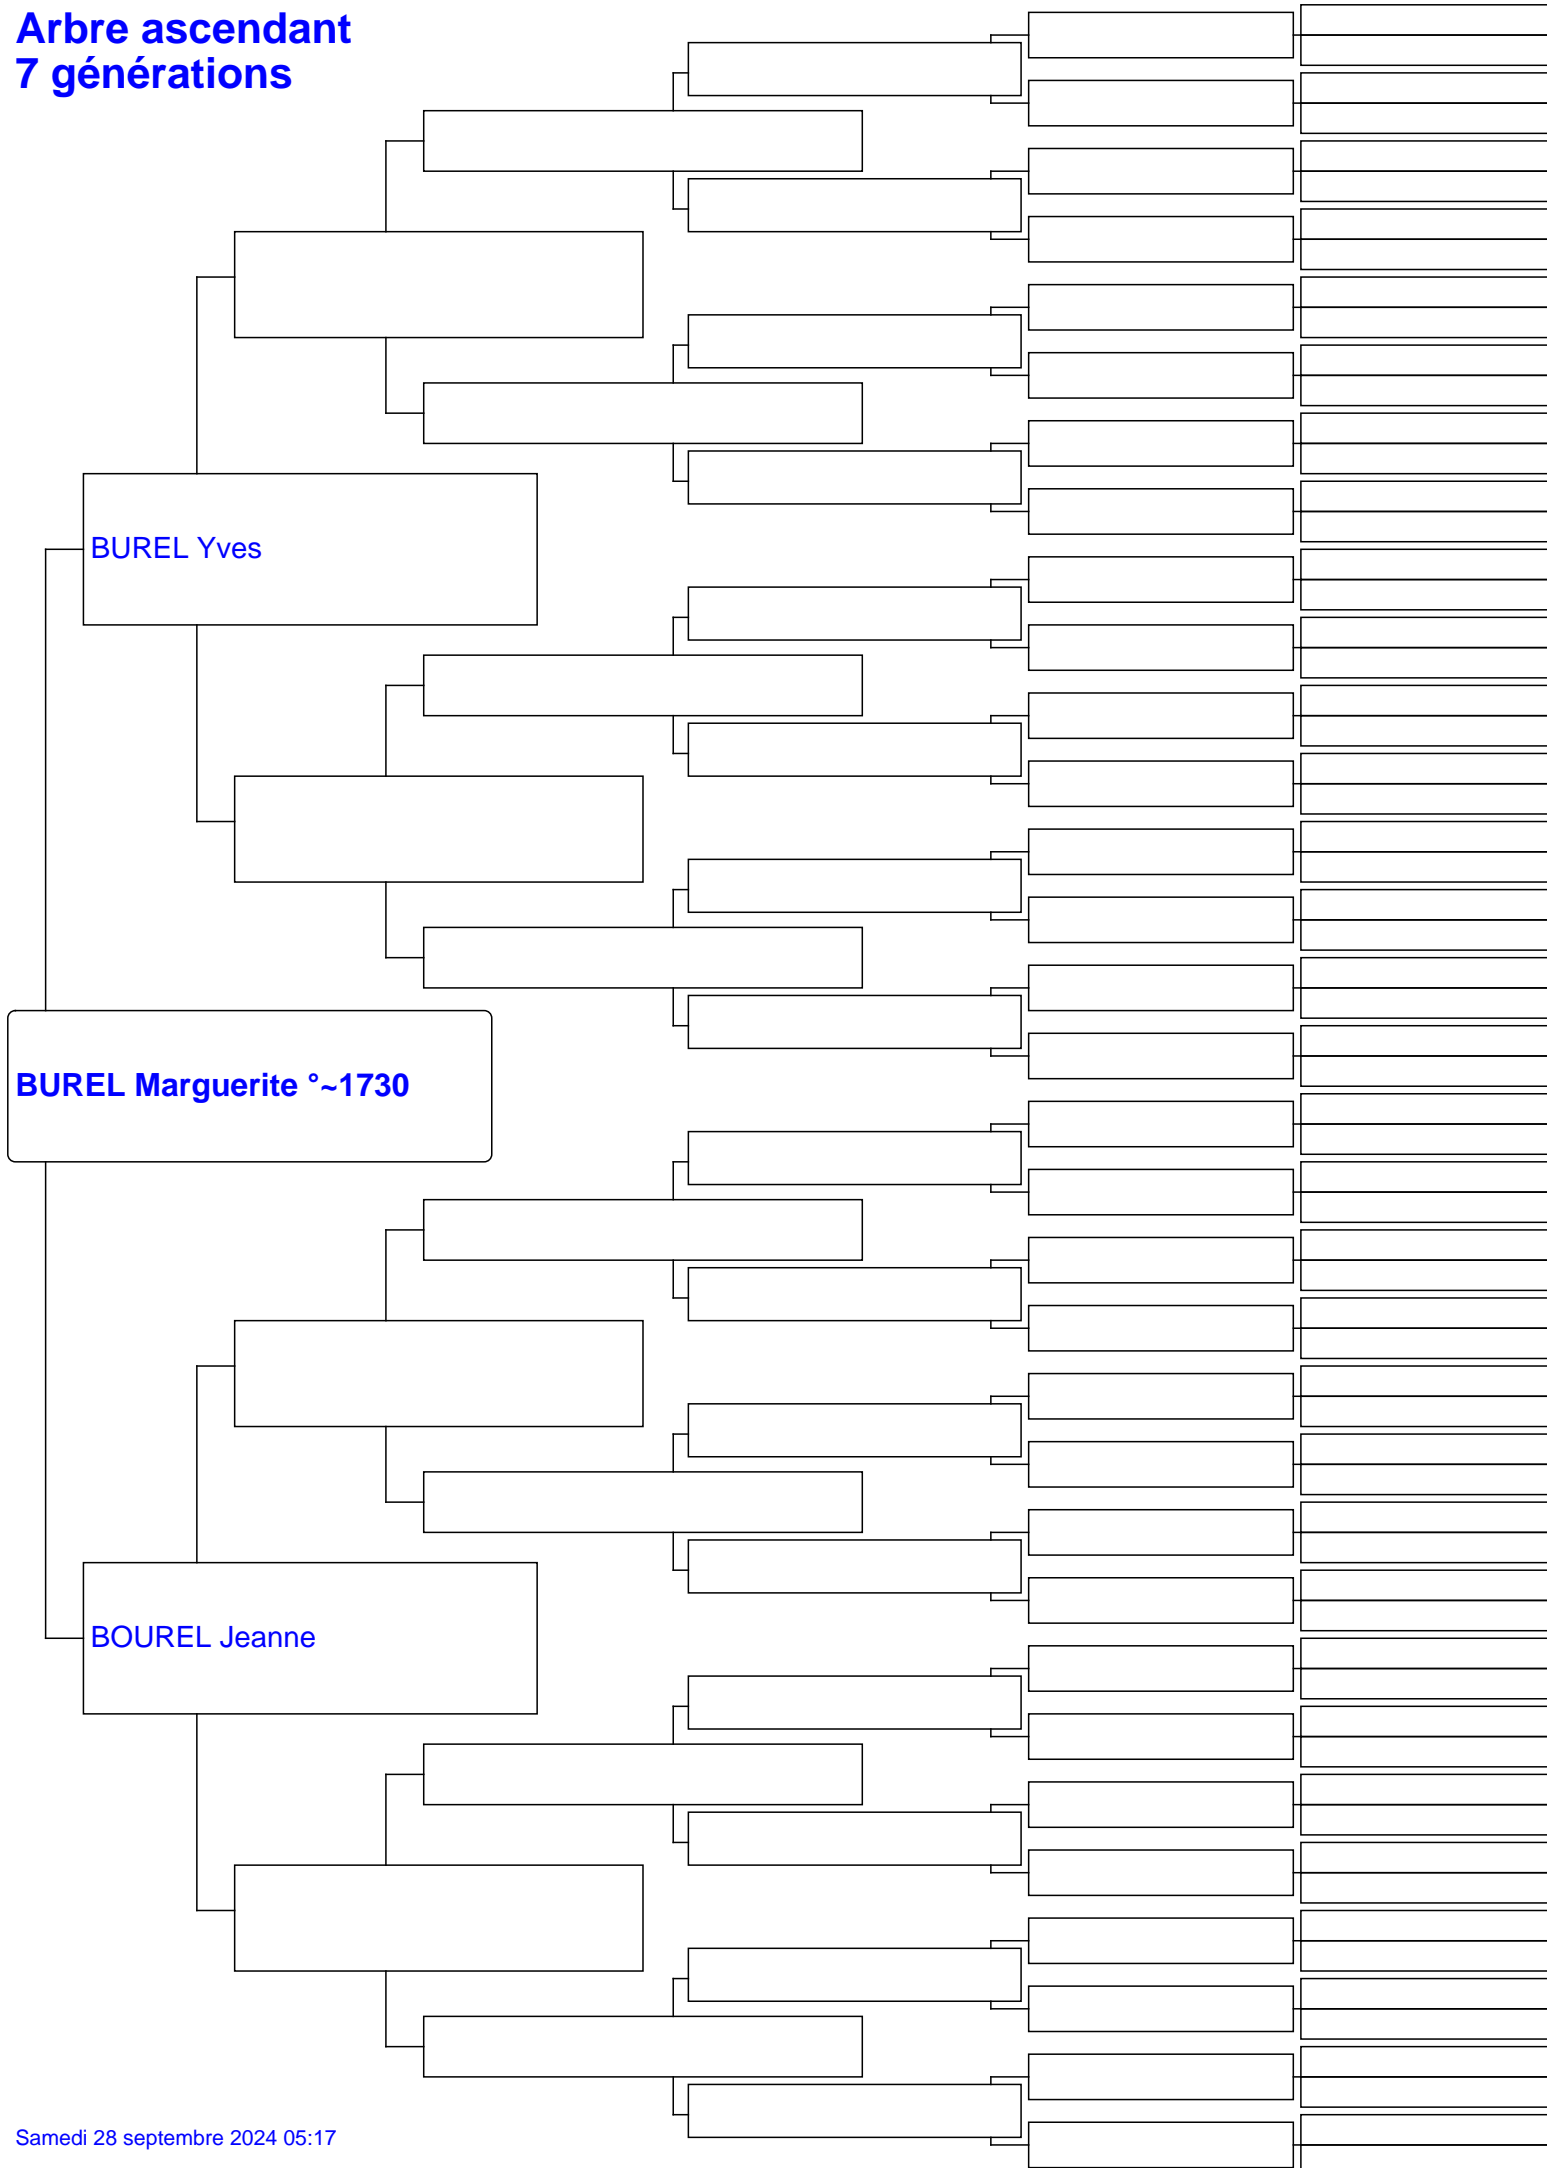 Arbre ascendant
7 générations
BUREL Yves
BUREL Marguerite °~1730
BOUREL Jeanne
Samedi 28 septembre 2024 05:17